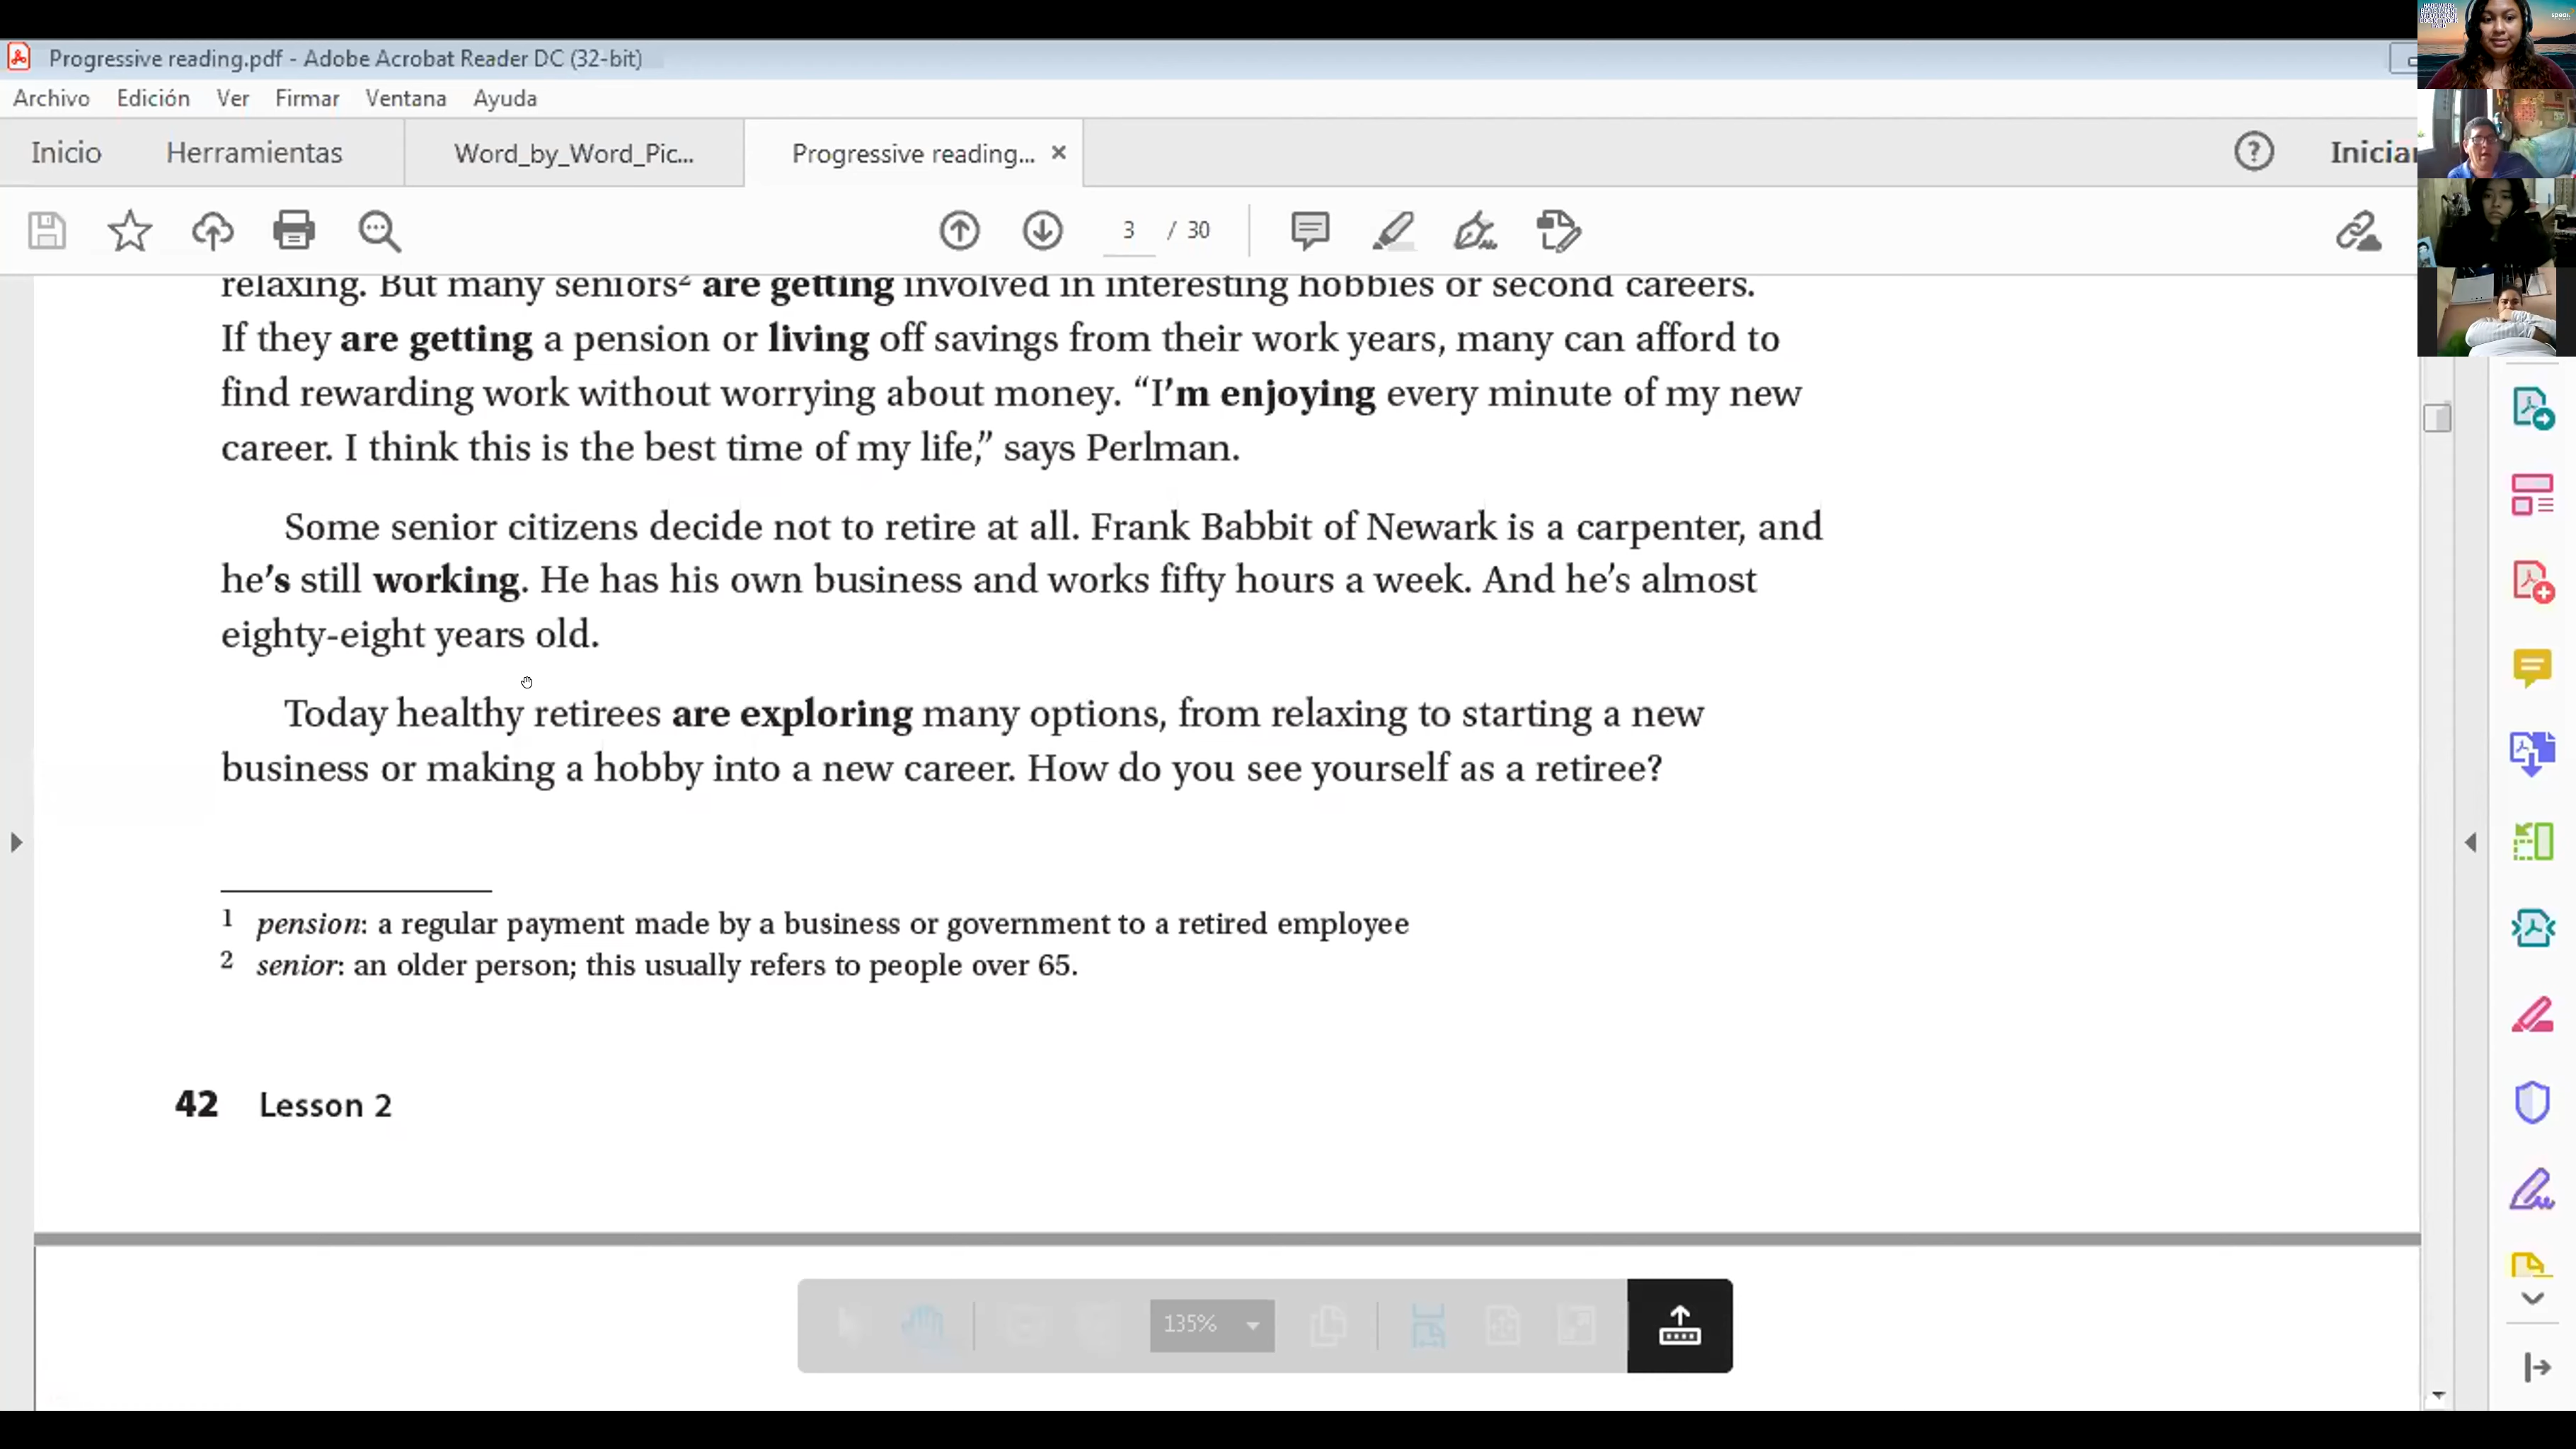 Progressive reading.pdf - Adobe Acrobat Reader DC (32-bit)
Archivo Edición Ver Firmar Ventana Ayuda
Inicio Herramientas Word_by_Word_Pic... Progressive reading... × ? Iniciar
3 / 30
relaxing. But many seniors² are getting involved in interesting hobbies or second careers.
If they are getting a pension or living off savings from their work years, many can afford to
find rewarding work without worrying about money. “I’m enjoying every minute of my new
career. I think this is the best time of my life,” says Perlman.
Some senior citizens decide not to retire at all. Frank Babbit of Newark is a carpenter, and
he’s still working. He has his own business and works fifty hours a week. And he’s almost
eighty-eight years old.
Today healthy retirees are exploring many options, from relaxing to starting a new
business or making a hobby into a new career. How do you see yourself as a retiree?
1 pension: a regular payment made by a business or government to a retired employee
2 senior: an older person; this usually refers to people over 65.
42 Lesson 2
135%